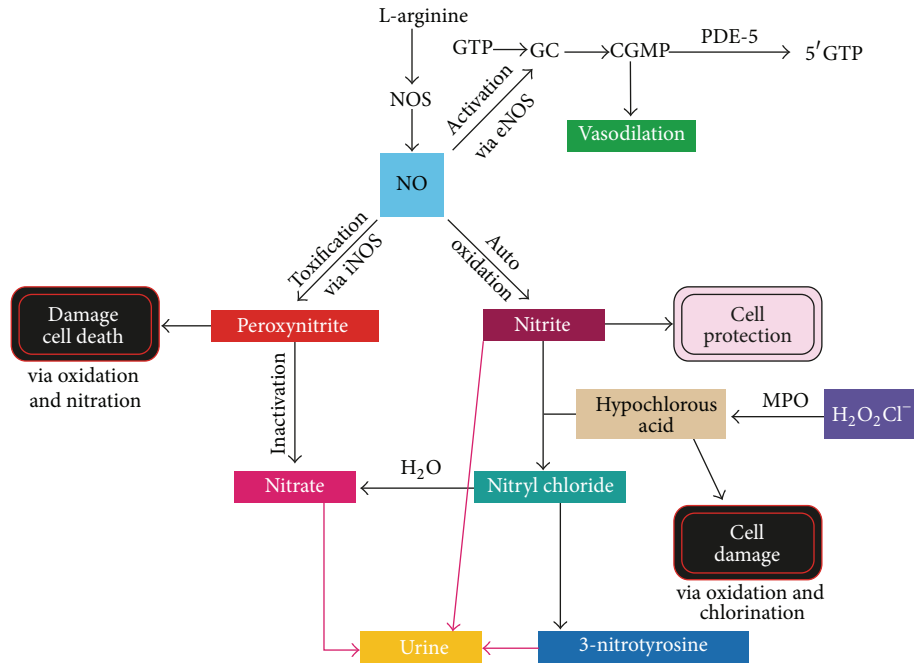 L-arginine
GTP
GC
CGMP
PDE-5
5′GTP
NOS
Activation
via eNOS
Vasodilation
NO
Toxification
via iNOS
Auto
oxidation
Damage
cell death
via oxidation
and nitration
Peroxynitrite
Nitrite
Cell
protection
Inactivation
Hypochlorous
acid
MPO
H₂O₂Cl⁻
Nitrate
H₂O
Nitryl chloride
Cell
damage
via oxidation and
chlorination
Urine
3-nitrotyrosine